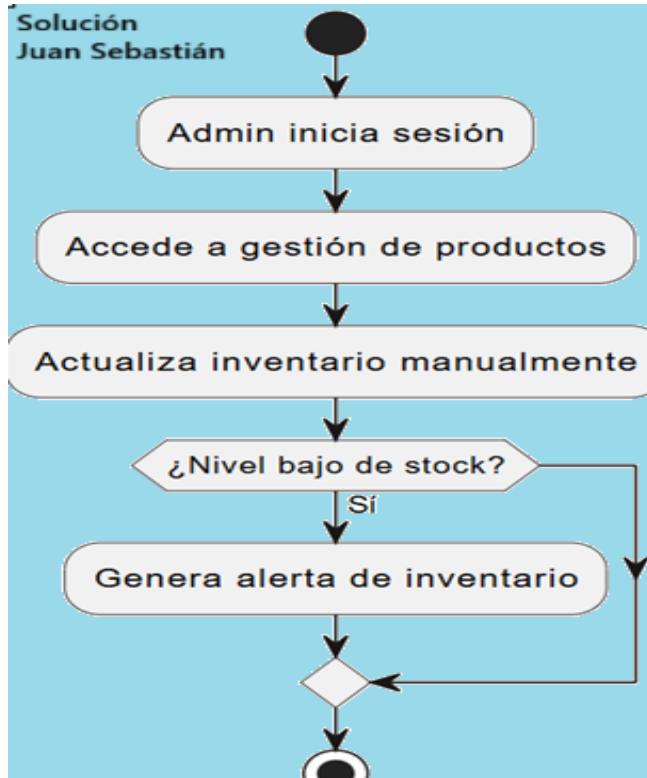 Solución
Juan Sebastián
Admin inicia sesión
Accede a gestión de productos
Actualiza inventario manualmente
¿Nivel bajo de stock?
Sí
Genera alerta de inventario